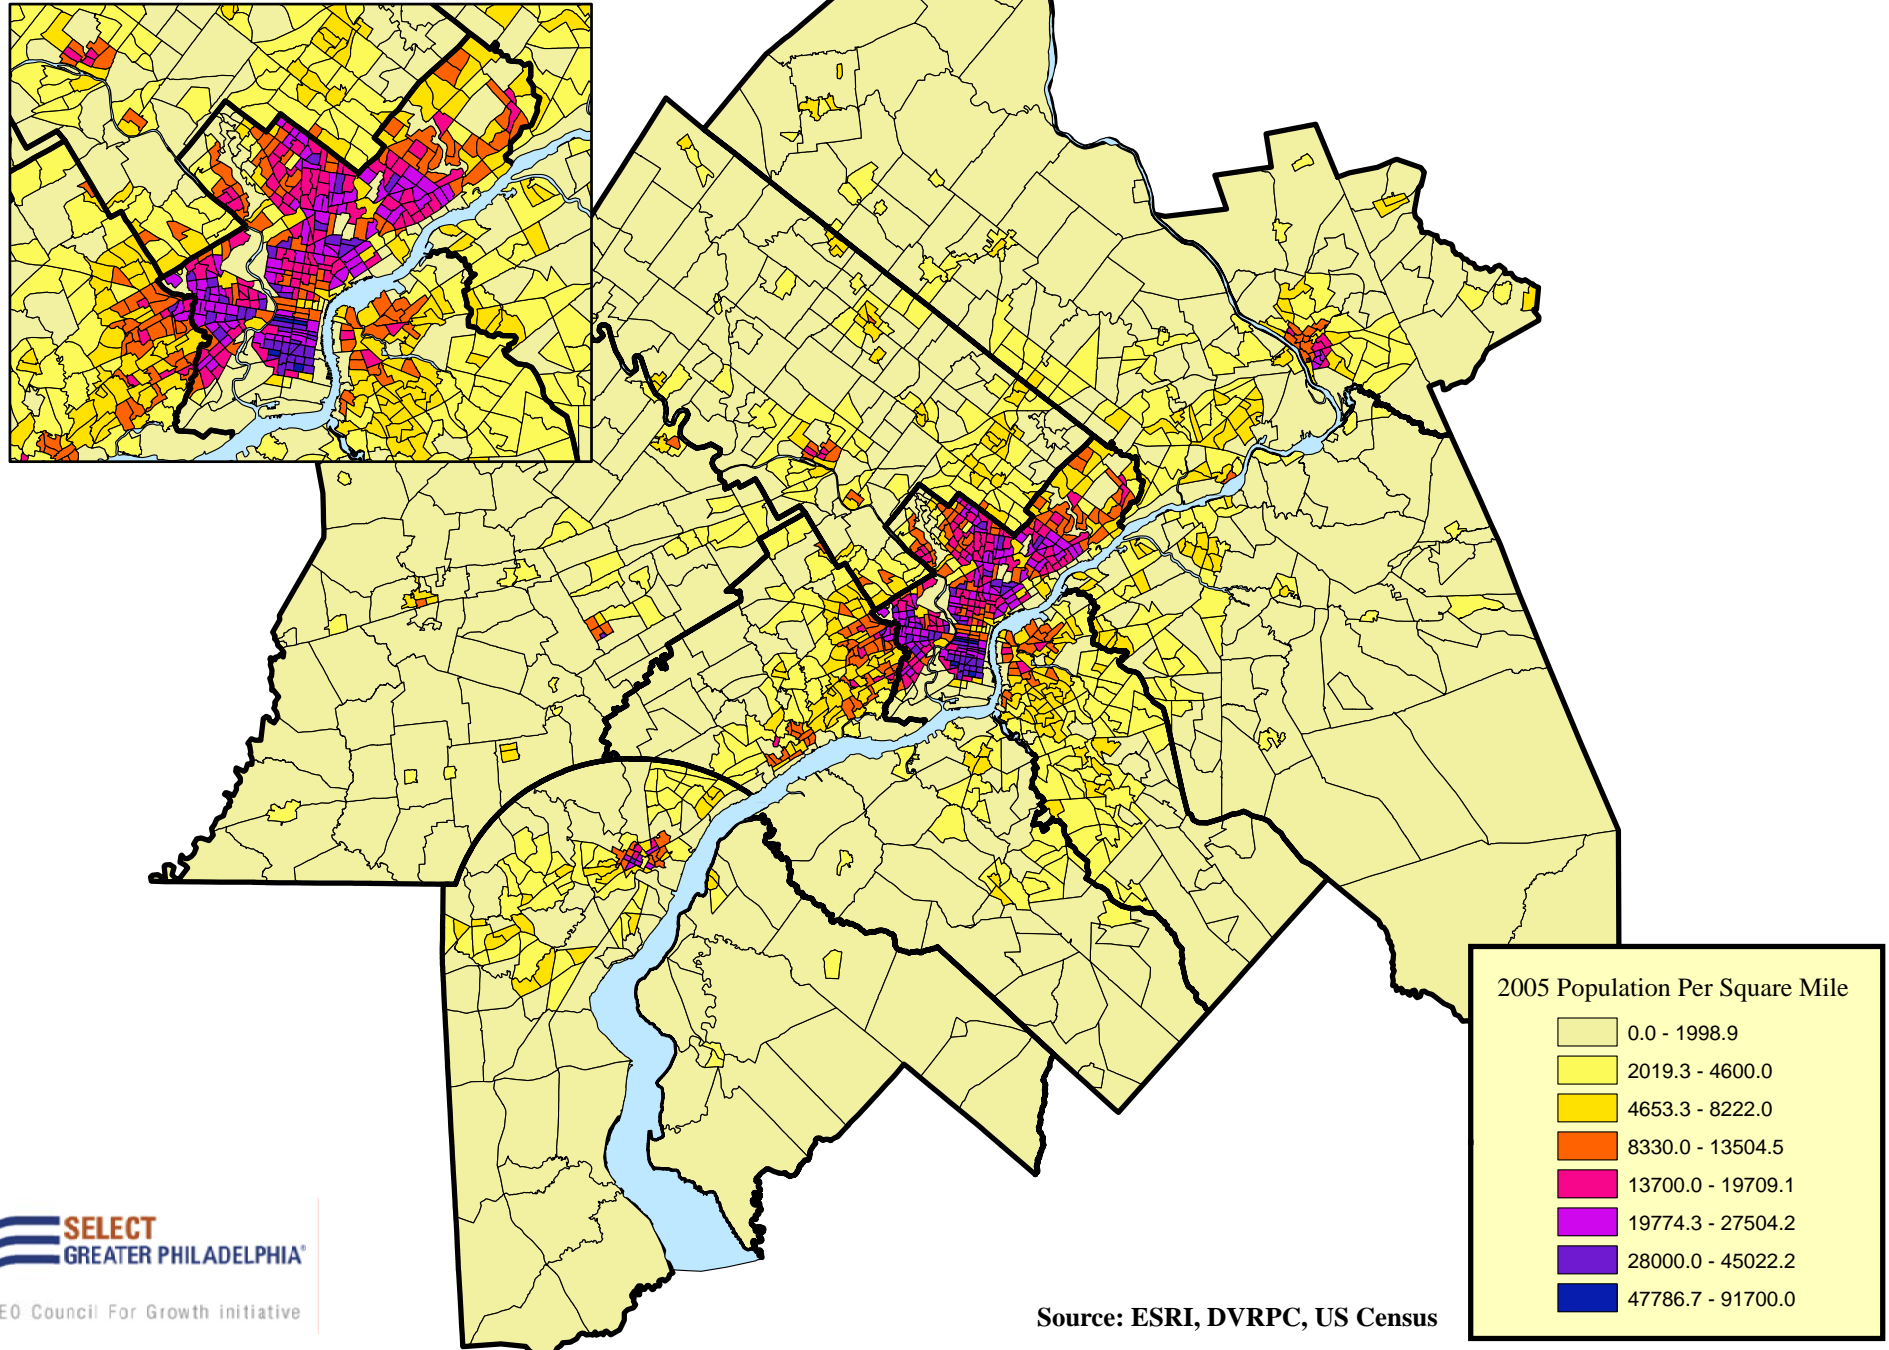 2005 Population Per Square Mile
0.0 - 1998.9
2019.3 - 4600.0
4653.3 - 8222.0
8330.0 - 13504.5
13700.0 - 19709.1
19774.3 - 27504.2
28000.0 - 45022.2
47786.7 - 91700.0
SELECT
GREATER PHILADELPHIA®
EO Council For Growth initiative
Source: ESRI, DVRPC, US Census